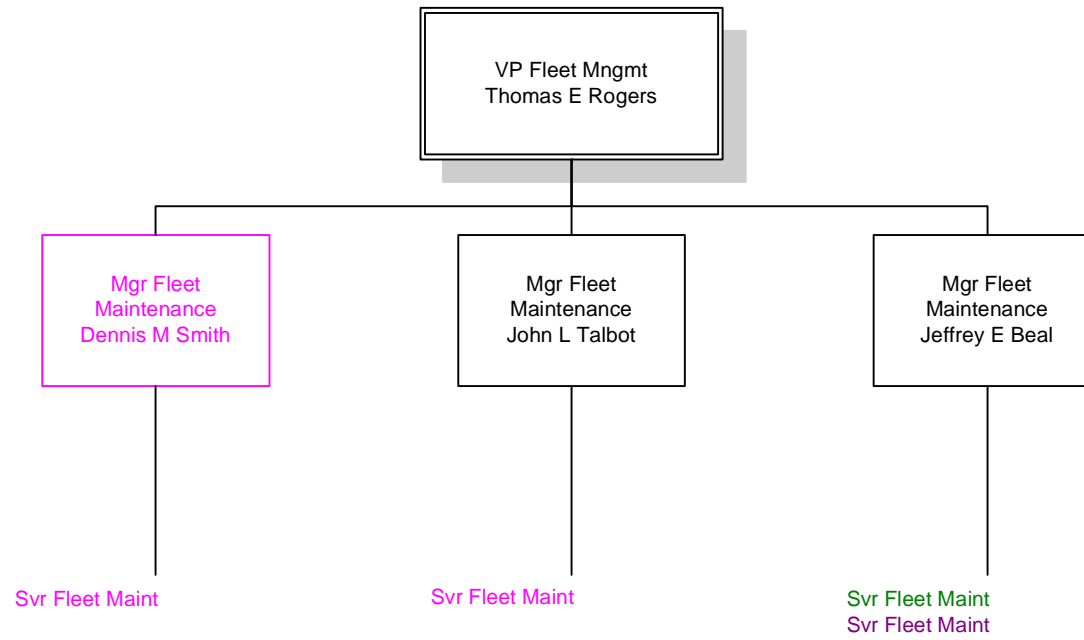 VP Fleet Mngmt
Thomas E Rogers
Mgr Fleet
Maintenance
Dennis M Smith
Mgr Fleet
Maintenance
John L Talbot
Mgr Fleet
Maintenance
Jeffrey E Beal
Svr Fleet Maint
Svr Fleet Maint
Svr Fleet Maint
Svr Fleet Maint